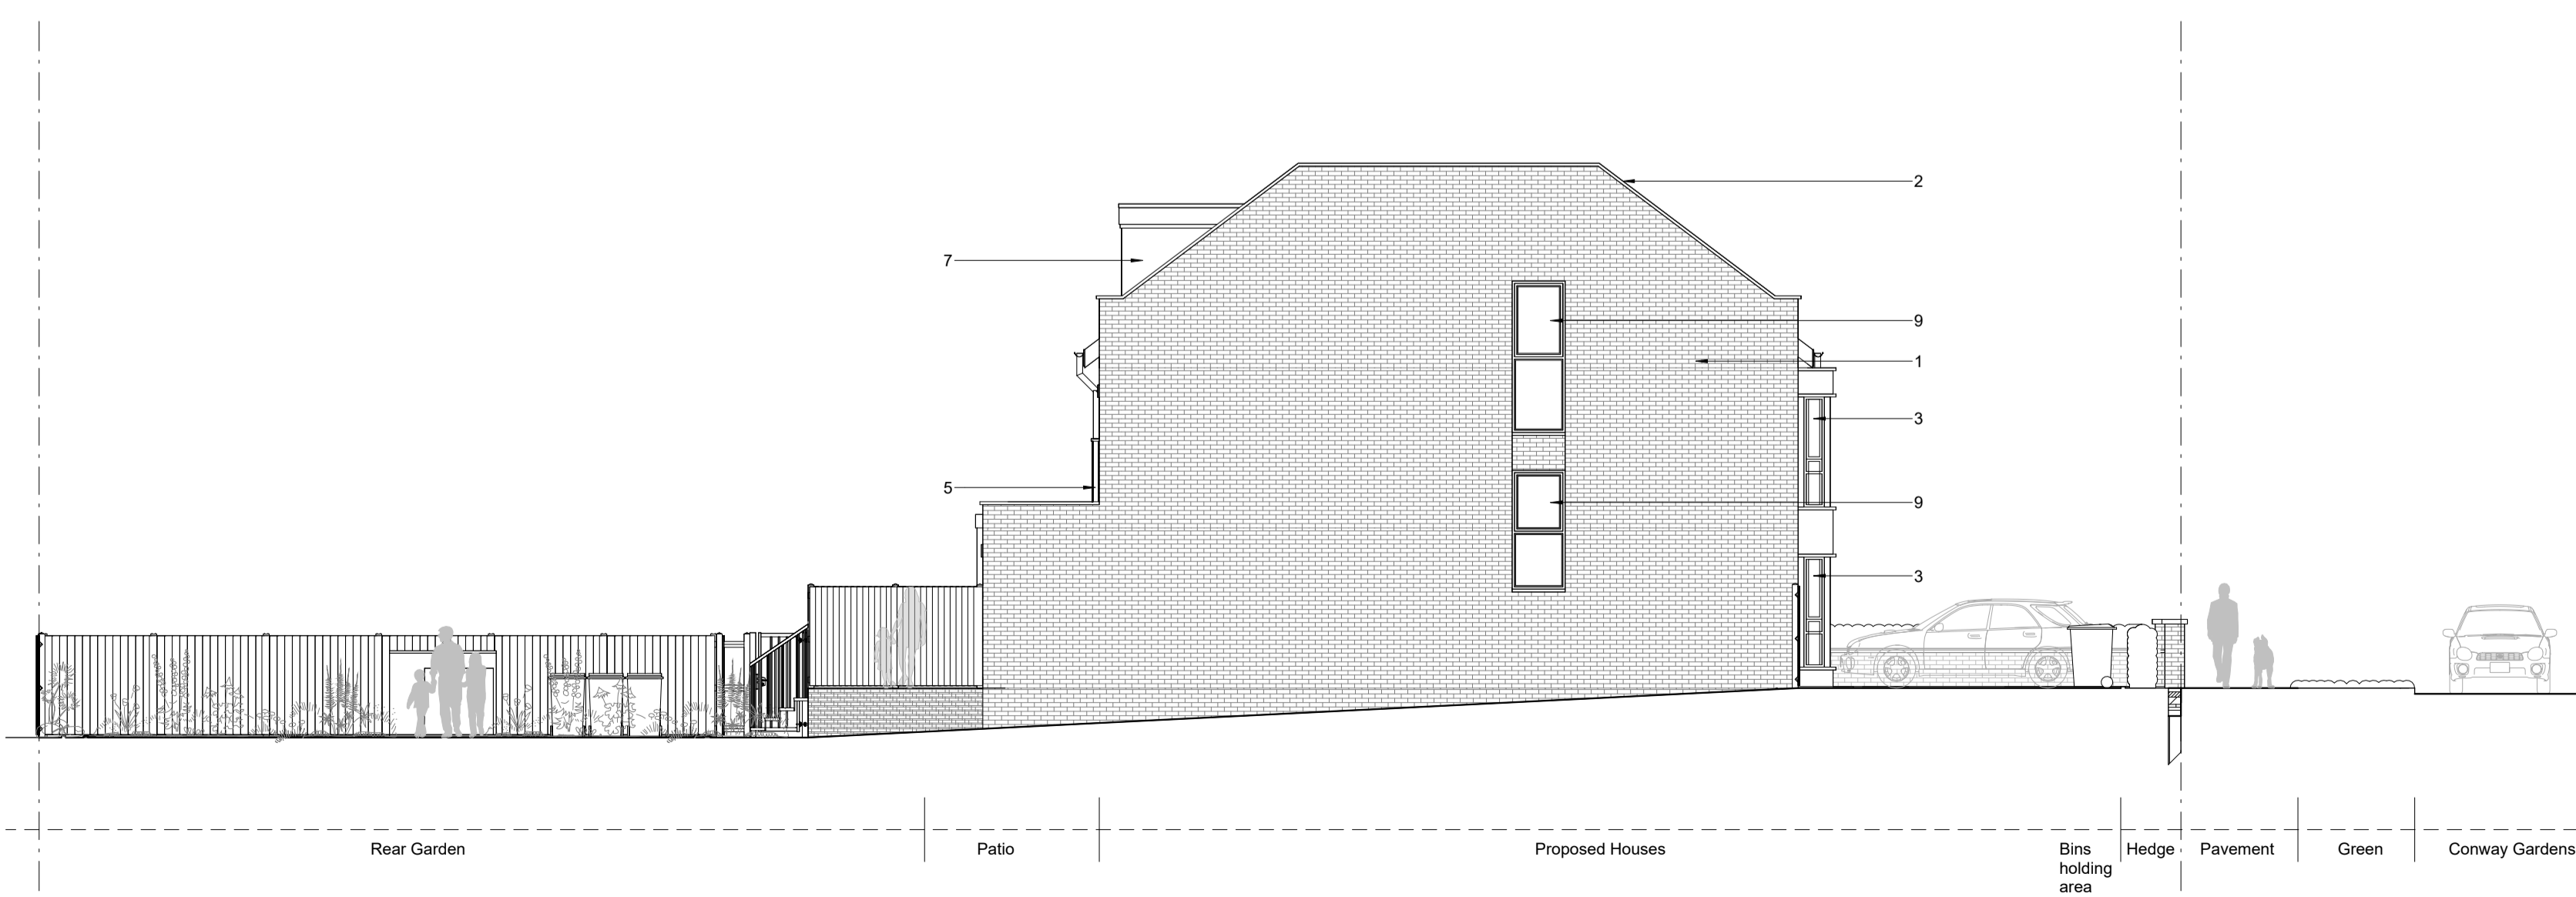 2
7
9
1
3
5
9
3
Rear Garden
Patio
Proposed Houses
Bins
holding
area
Hedge
Pavement
Green
Conway Gardens